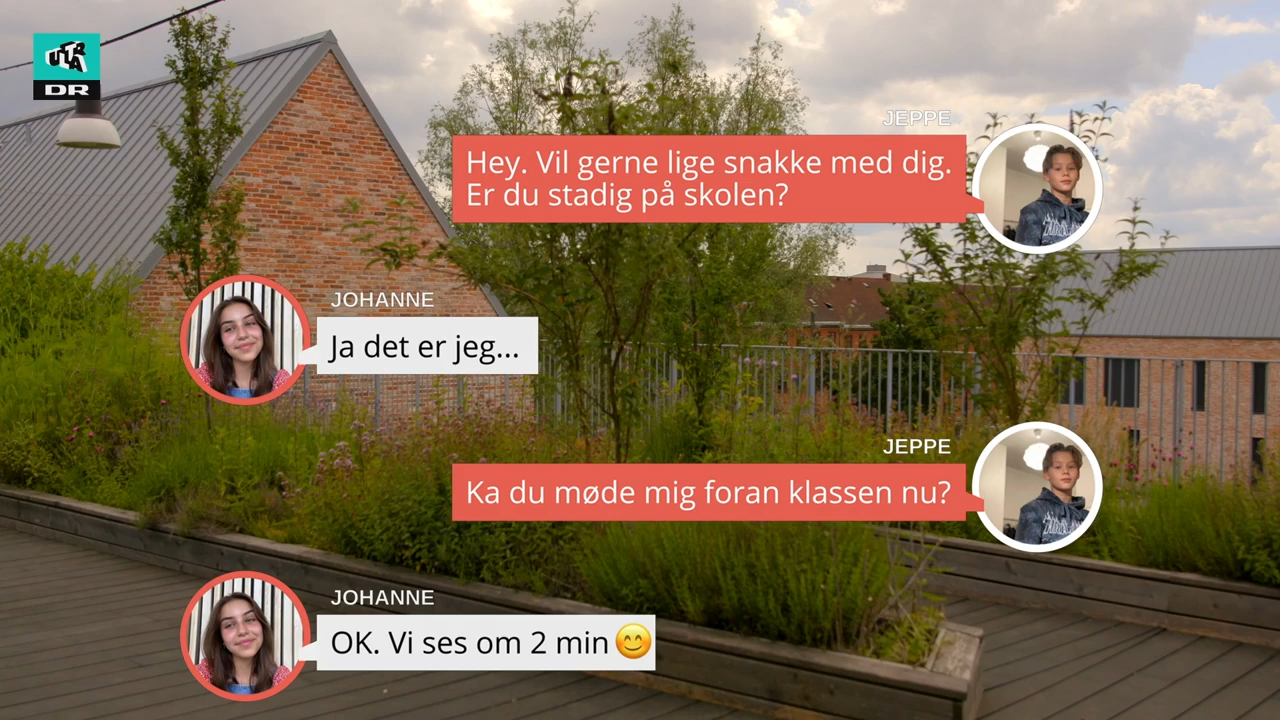 ULTRA
DR
JEPPE
Hey. Vil gerne lige snakke med dig.
Er du stadig på skolen?
JOHANNE
Ja det er jeg...
JEPPE
Ka du møde mig foran klassen nu?
JOHANNE
OK. Vi ses om 2 min😊